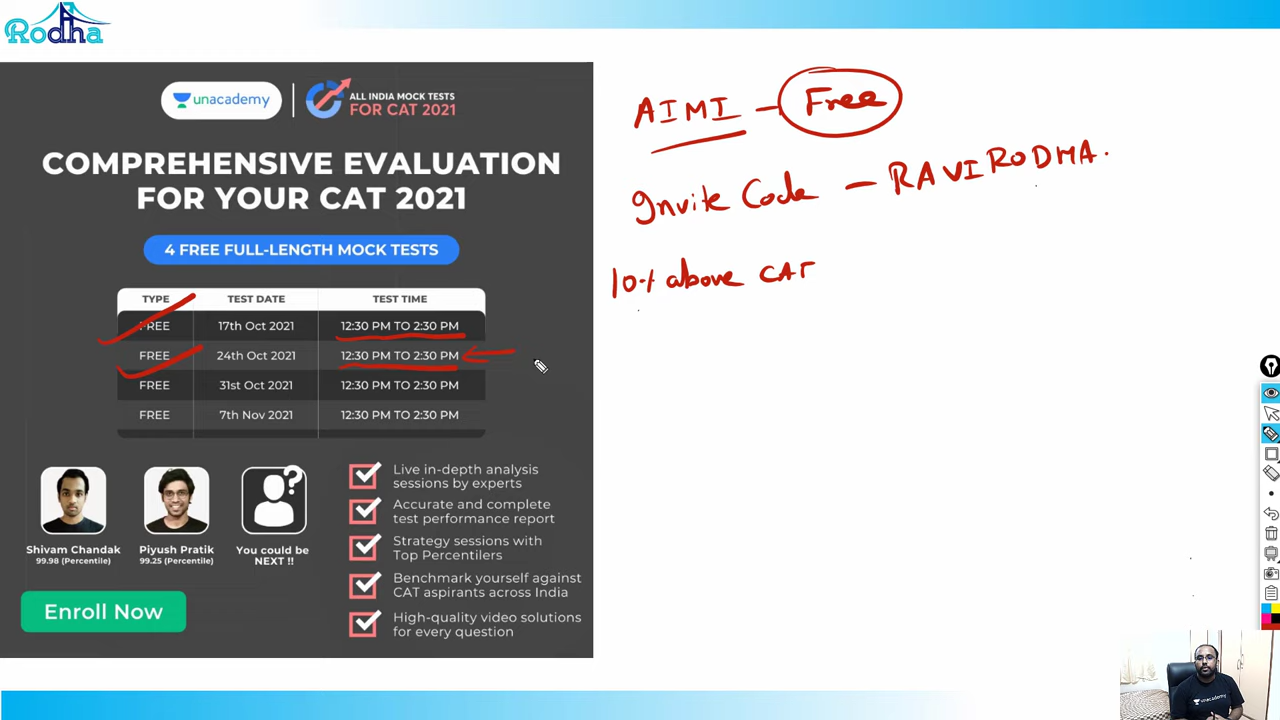 Rodha
unacademy
ALL INDIA MOCK TESTS
FOR CAT 2021
COMPREHENSIVE EVALUATION
FOR YOUR CAT 2021
4 FREE FULL-LENGTH MOCK TESTS
TYPE TEST DATE TEST TIME
FREE 17th Oct 2021 12:30 PM TO 2:30 PM
FREE 24th Oct 2021 12:30 PM TO 2:30 PM
FREE 31st Oct 2021 12:30 PM TO 2:30 PM
FREE 7th Nov 2021 12:30 PM TO 2:30 PM
Shivam Chandak
99.98 (Percentile)
Piyush Pratik
99.25 (Percentile)
You could be
NEXT !!
Enroll Now
Live in-depth analysis
sessions by experts
Accurate and complete
test performance report
Strategy sessions with
Top Percentilers
Benchmark yourself against
CAT aspirants across India
High-quality video solutions
for every question
AIMI - Free
Invite Code - RAVIRODHA.
10% above CAT
unacademy